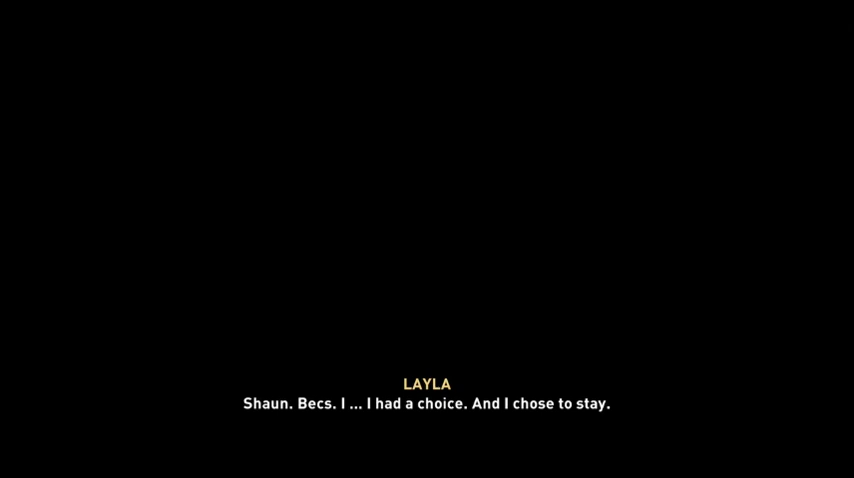 LAYLA
Shaun. Becs. I ... I had a choice. And I chose to stay.